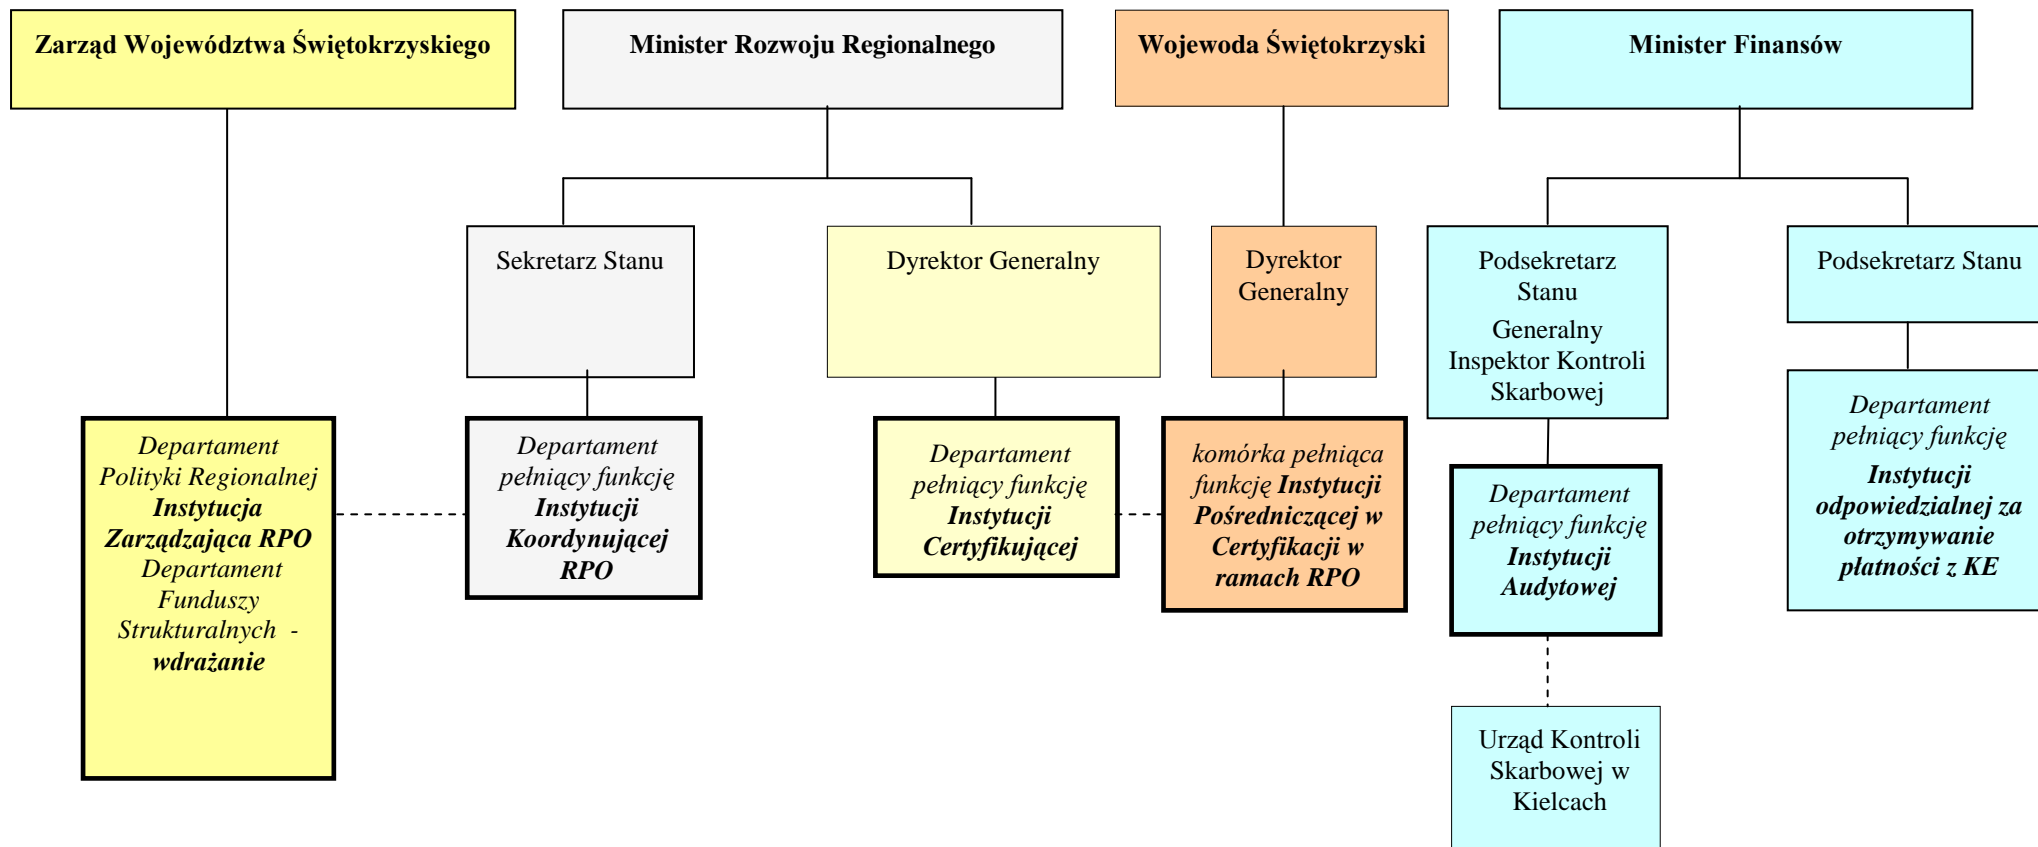 Zarząd Województwa Świętokrzyskiego
Minister Rozwoju Regionalnego
Wojewoda Świętokrzyski
Minister Finansów
Sekretarz Stanu
Dyrektor Generalny
Dyrektor
Generalny
Podsekretarz
Stanu
Generalny
Inspektor Kontroli
Skarbowej
Podsekretarz Stanu
Departament
Polityki Regionalnej
Instytucja
Zarządzająca RPO
Departament
Funduszy
Strukturalnych -
wdrażanie
Departament
pełniący funkcję
Instytucji
Koordynującej
RPO
Departament
pełniący funkcję
Instytucji
Certyfikującej
komórka pełniąca
funkcję Instytucji
Pośredniczącej w
Certyfikacji w
ramach RPO
Departament
pełniący funkcję
Instytucji
Audytowej
Departament
pełniący funkcję
Instytucji
odpowiedzialnej za
otrzymywanie
płatności z KE
Urząd Kontroli
Skarbowej w
Kielcach